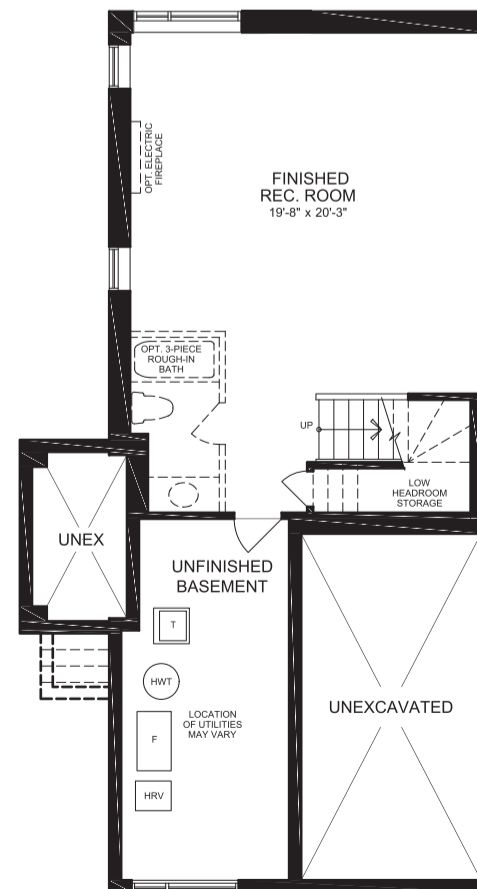 OPT. ELECTRIC
FIREPLACE
FINISHED
REC. ROOM
19'-8" x 20'-3"
OPT. 3-PIECE
ROUGH-IN
BATH
UP
LOW
HEADROOM
STORAGE
UNEX
UNFINISHED
BASEMENT
T
HWT
LOCATION
OF UTILITIES
MAY VARY
F
HRV
UNEXCAVATED